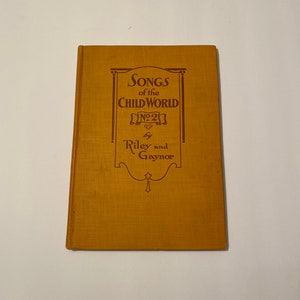 SONGS
of the
CHILD WORLD
No 2
by
Riley and
Gaynor